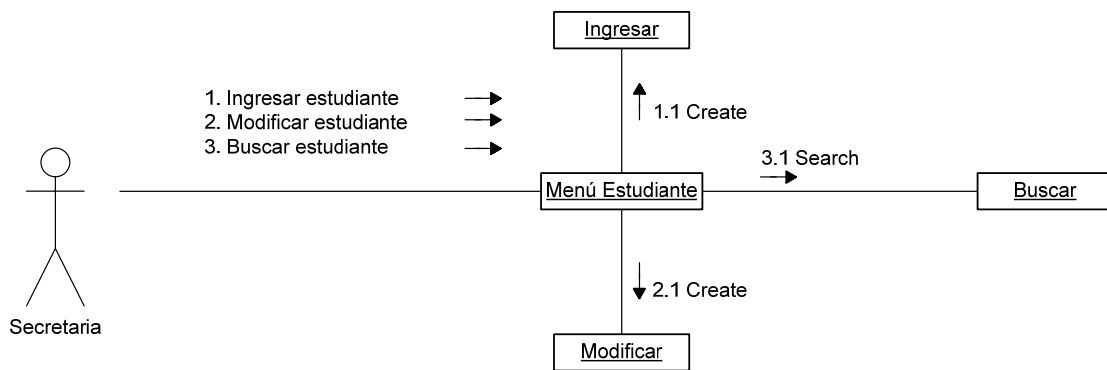 Ingresar
1. Ingresar estudiante
2. Modificar estudiante
3. Buscar estudiante
1.1 Create
3.1 Search
Menú Estudiante
Buscar
2.1 Create
Secretaria
Modificar